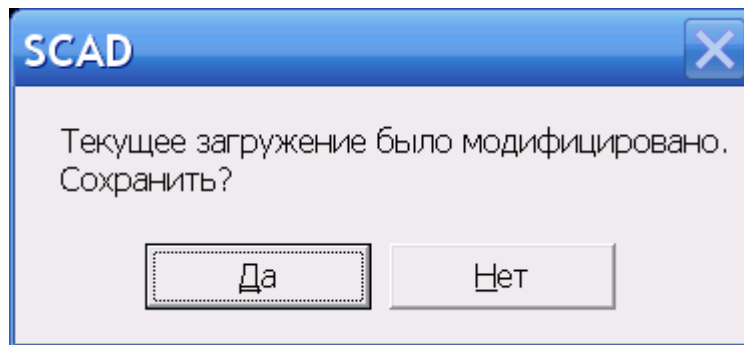 SCAD
Текущее загружение было модифицировано.
Сохранить?
Да
Нет